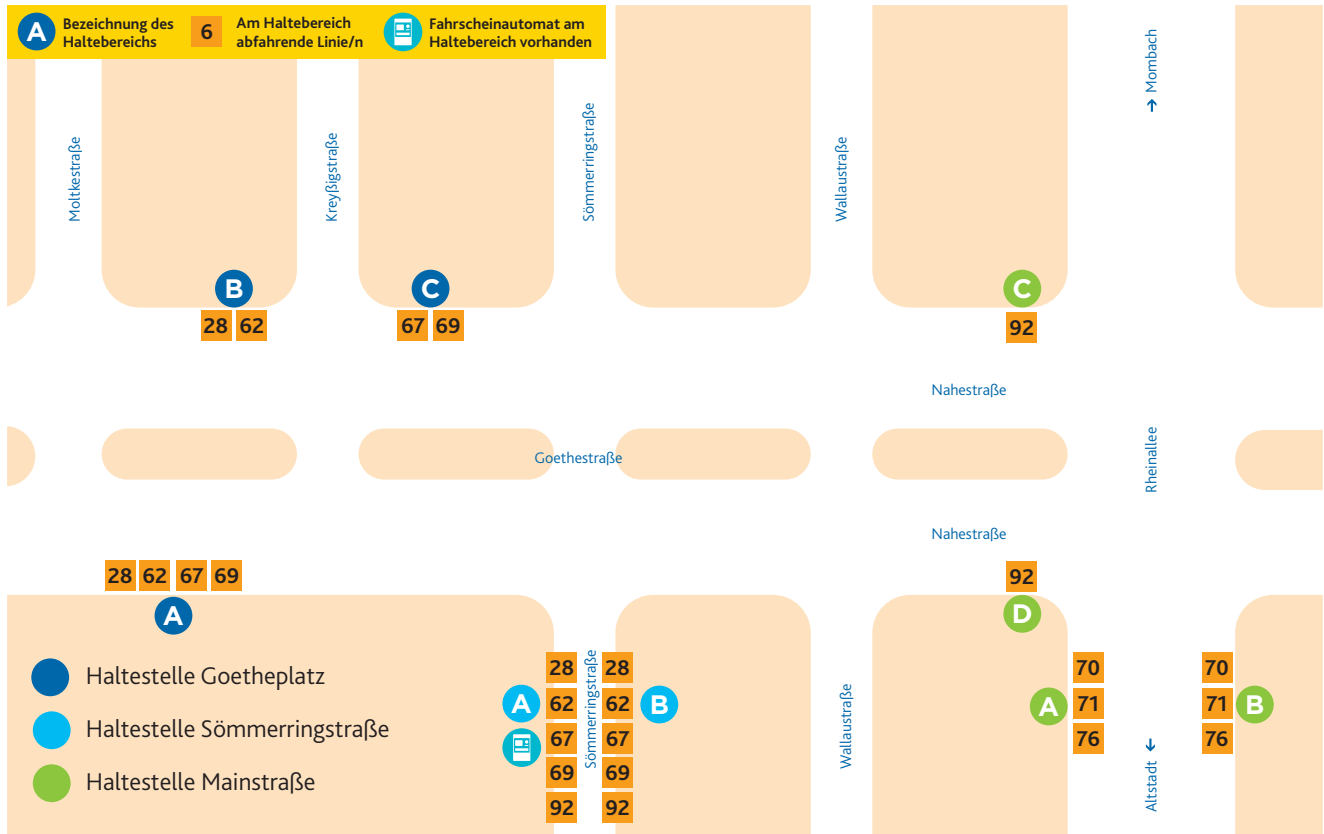 A Bezeichnung des
Haltebereichs
6 Am Haltebereich
abfahrende Linie/n
Fahrscheinautomat am
Haltebereich vorhanden
→ Mombach
Moltkestraße
Kreyßigstraße
Sömmerringstraße
Wallaustraße
B
28 62
C
67 69
C
92
Nahestraße
Goethestraße
Rheinallee
Nahestraße
28 62 67 69
A
92
D
Haltestelle Goetheplatz
Haltestelle Sömmerringstraße
Haltestelle Mainstraße
A
28
62
67
69
92
Sömmerringstraße
28
62
67
69
92
B
Wallaustraße
A
70
71
76
Altstadt ←
70
71
76
B